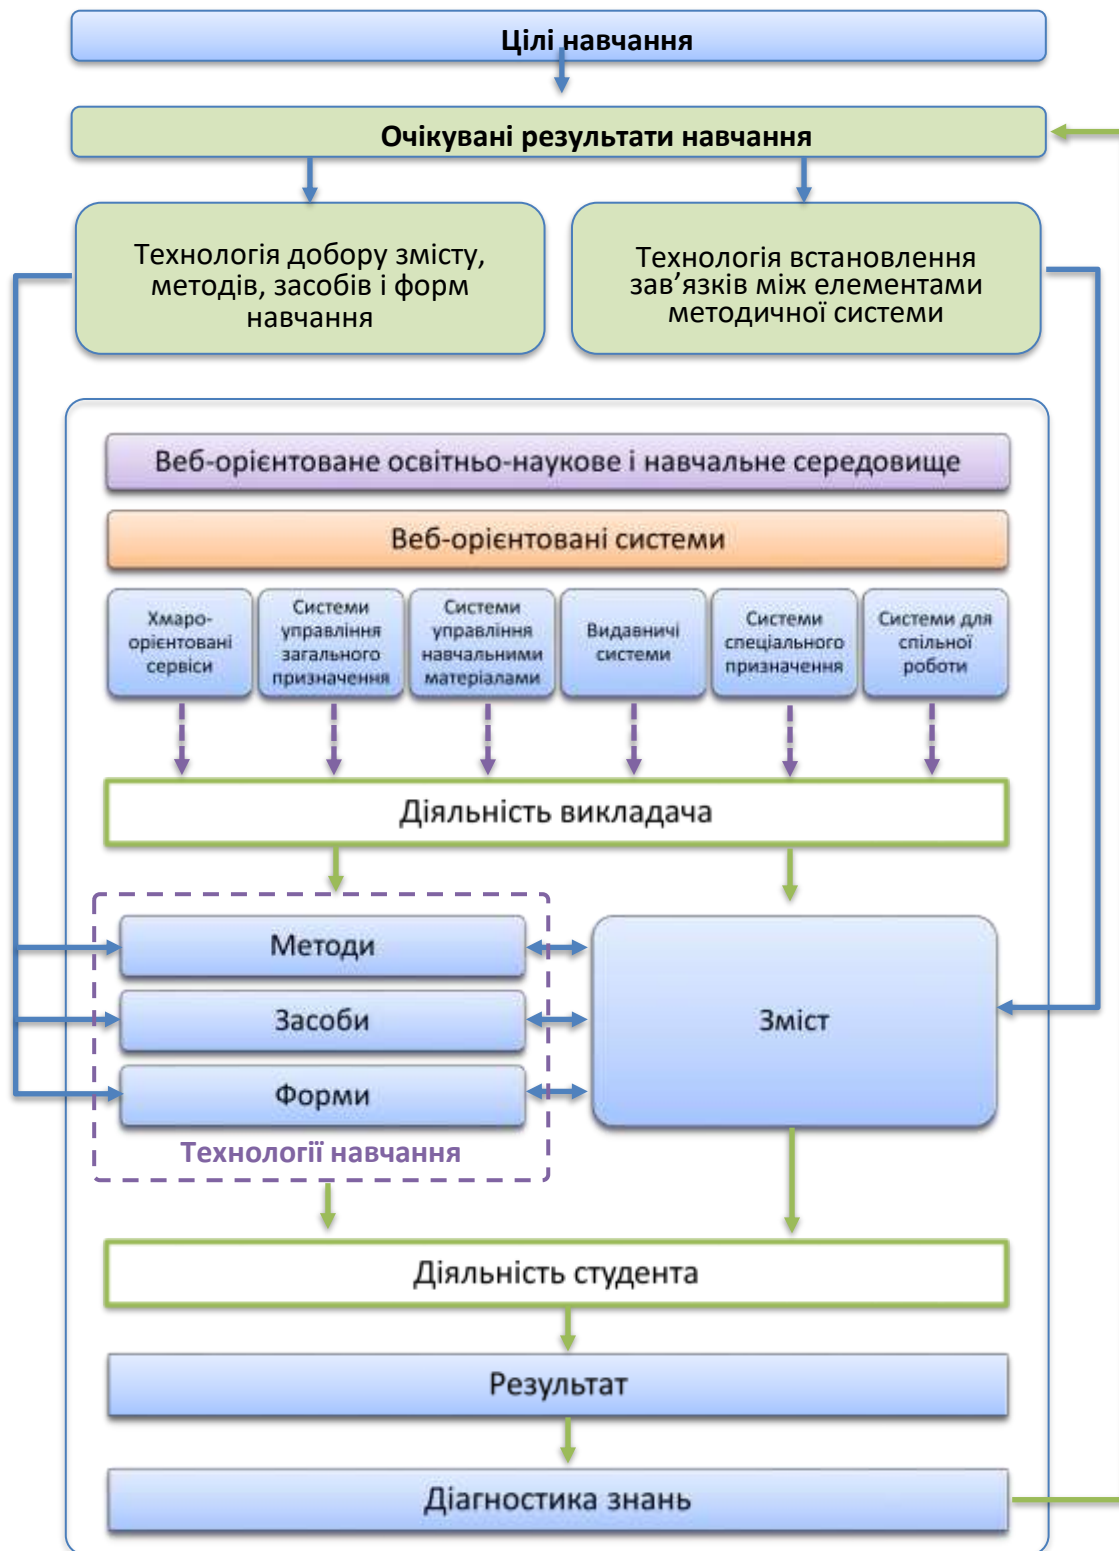 Цілі навчання
Очікувані результати навчання
Технологія добору змісту,
методів, засобів і форм
навчання
Технологія встановлення
зав’язків між елементами
методичної системи
Веб-орієнтоване освітньо-наукове і навчальне середовище
Веб-орієнтовані системи
Хмаро-
орієнтовані
сервіси
Системи
управління
загального
призначення
Системи
управління
навчальними
матеріалами
Видавничі
системи
Системи
спеціального
призначення
Системи для
спільної
роботи
Діяльність викладача
Методи
Засоби
Форми
Технології навчання
Зміст
Діяльність студента
Результат
Діагностика знань